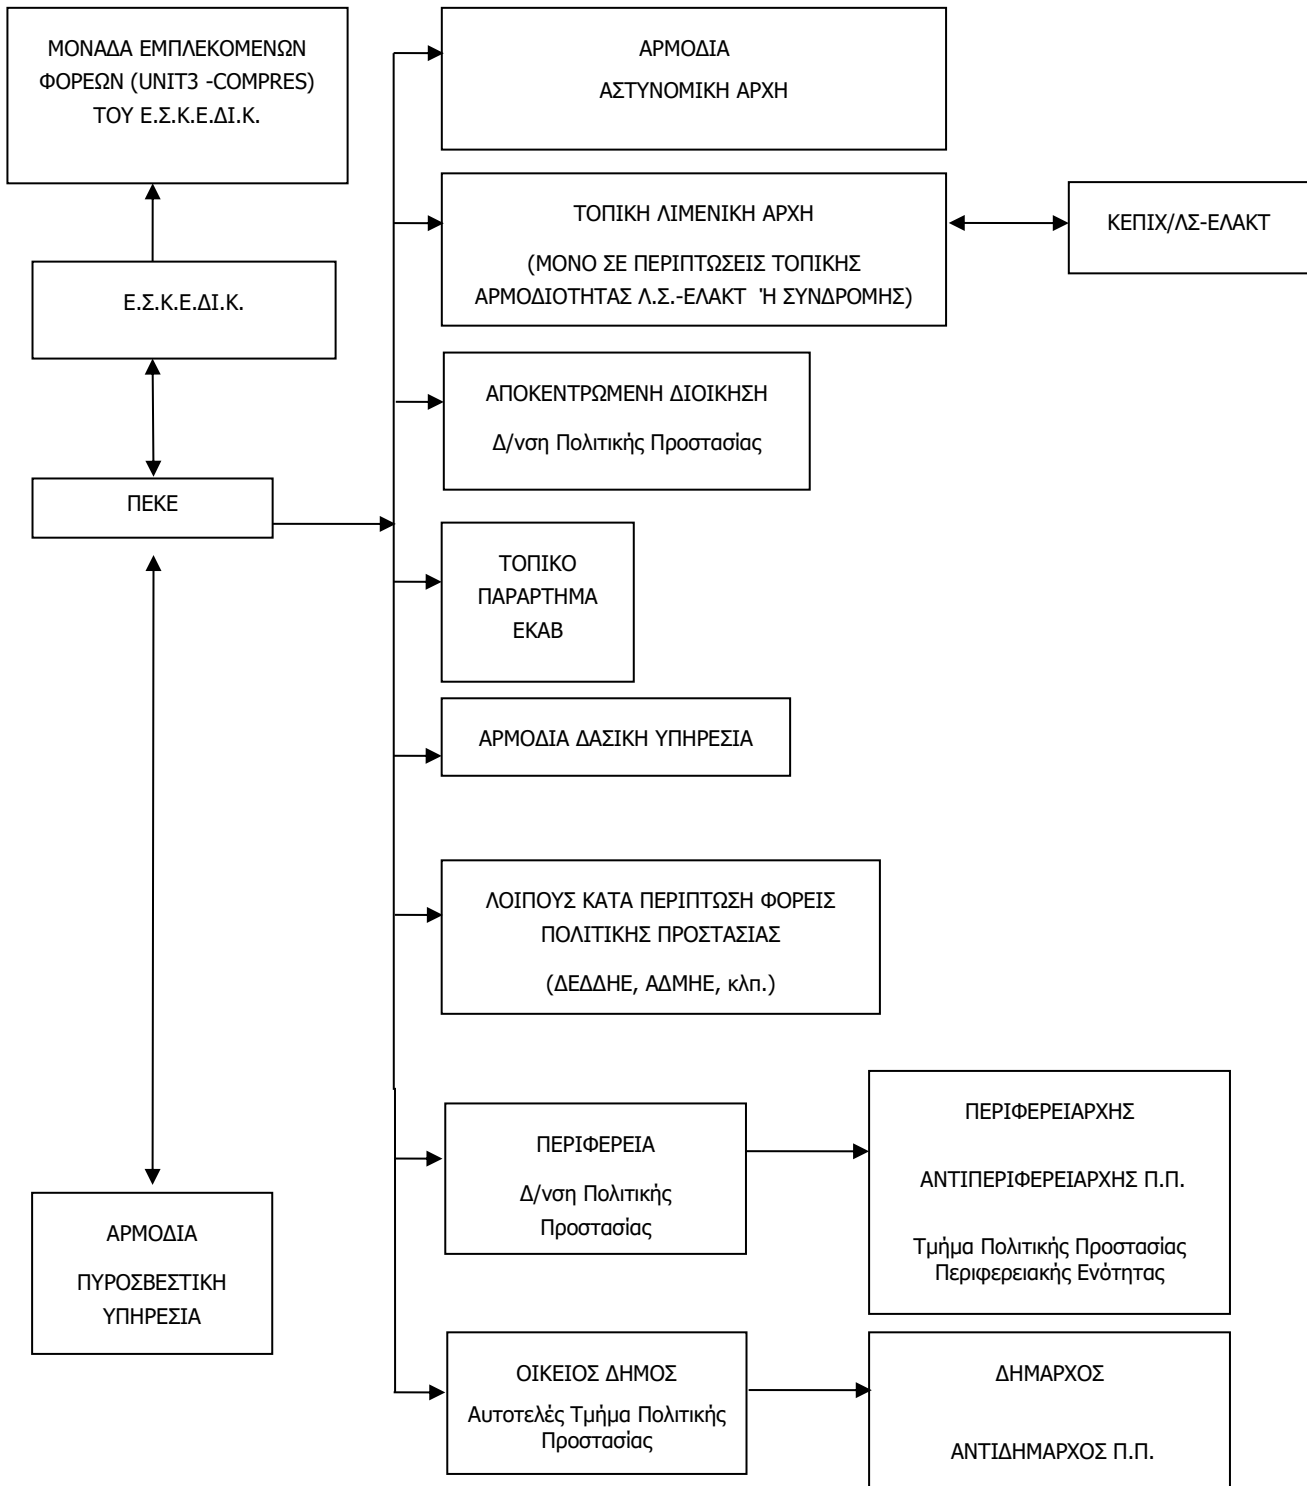 ΜΟΝΑΔΑ ΕΜΠΛΕΚΟΜΕΝΩΝ
ΦΟΡΕΩΝ (UNIT3 -COMPRES)
ΤΟΥ Ε.Σ.Κ.Ε.ΔΙ.Κ.
Ε.Σ.Κ.Ε.ΔΙ.Κ.
ΠΕΚΕ
ΑΡΜΟΔΙΑ
ΠΥΡΟΣΒΕΣΤΙΚΗ
ΥΠΗΡΕΣΙΑ
ΑΡΜΟΔΙΑ
ΑΣΤΥΝΟΜΙΚΗ ΑΡΧΗ
ΤΟΠΙΚΗ ΛΙΜΕΝΙΚΗ ΑΡΧΗ
(ΜΟΝΟ ΣΕ ΠΕΡΙΠΤΩΣΕΙΣ ΤΟΠΙΚΗΣ
ΑΡΜΟΔΙΟΤΗΤΑΣ Λ.Σ.-ΕΛΑΚΤ Ή ΣΥΝΔΡΟΜΗΣ)
ΚΕΠΙΧ/ΛΣ-ΕΛΑΚΤ
ΑΠΟΚΕΝΤΡΩΜΕΝΗ ΔΙΟΙΚΗΣΗ
Δ/νση Πολιτικής Προστασίας
ΤΟΠΙΚΟ
ΠΑΡΑΡΤΗΜΑ
ΕΚΑΒ
ΑΡΜΟΔΙΑ ΔΑΣΙΚΗ ΥΠΗΡΕΣΙΑ
ΛΟΙΠΟΥΣ ΚΑΤΑ ΠΕΡΙΠΤΩΣΗ ΦΟΡΕΙΣ
ΠΟΛΙΤΙΚΗΣ ΠΡΟΣΤΑΣΙΑΣ
(ΔΕΔΔΗΕ, ΑΔΜΗΕ, κλπ.)
ΠΕΡΙΦΕΡΕΙΑ
Δ/νση Πολιτικής
Προστασίας
ΠΕΡΙΦΕΡΕΙΑΡΧΗΣ
ΑΝΤΙΠΕΡΙΦΕΡΕΙΑΡΧΗΣ Π.Π.
Τμήμα Πολιτικής Προστασίας
Περιφερειακής Ενότητας
ΟΙΚΕΙΟΣ ΔΗΜΟΣ
Αυτοτελές Τμήμα Πολιτικής
Προστασίας
ΔΗΜΑΡΧΟΣ
ΑΝΤΙΔΗΜΑΡΧΟΣ Π.Π.